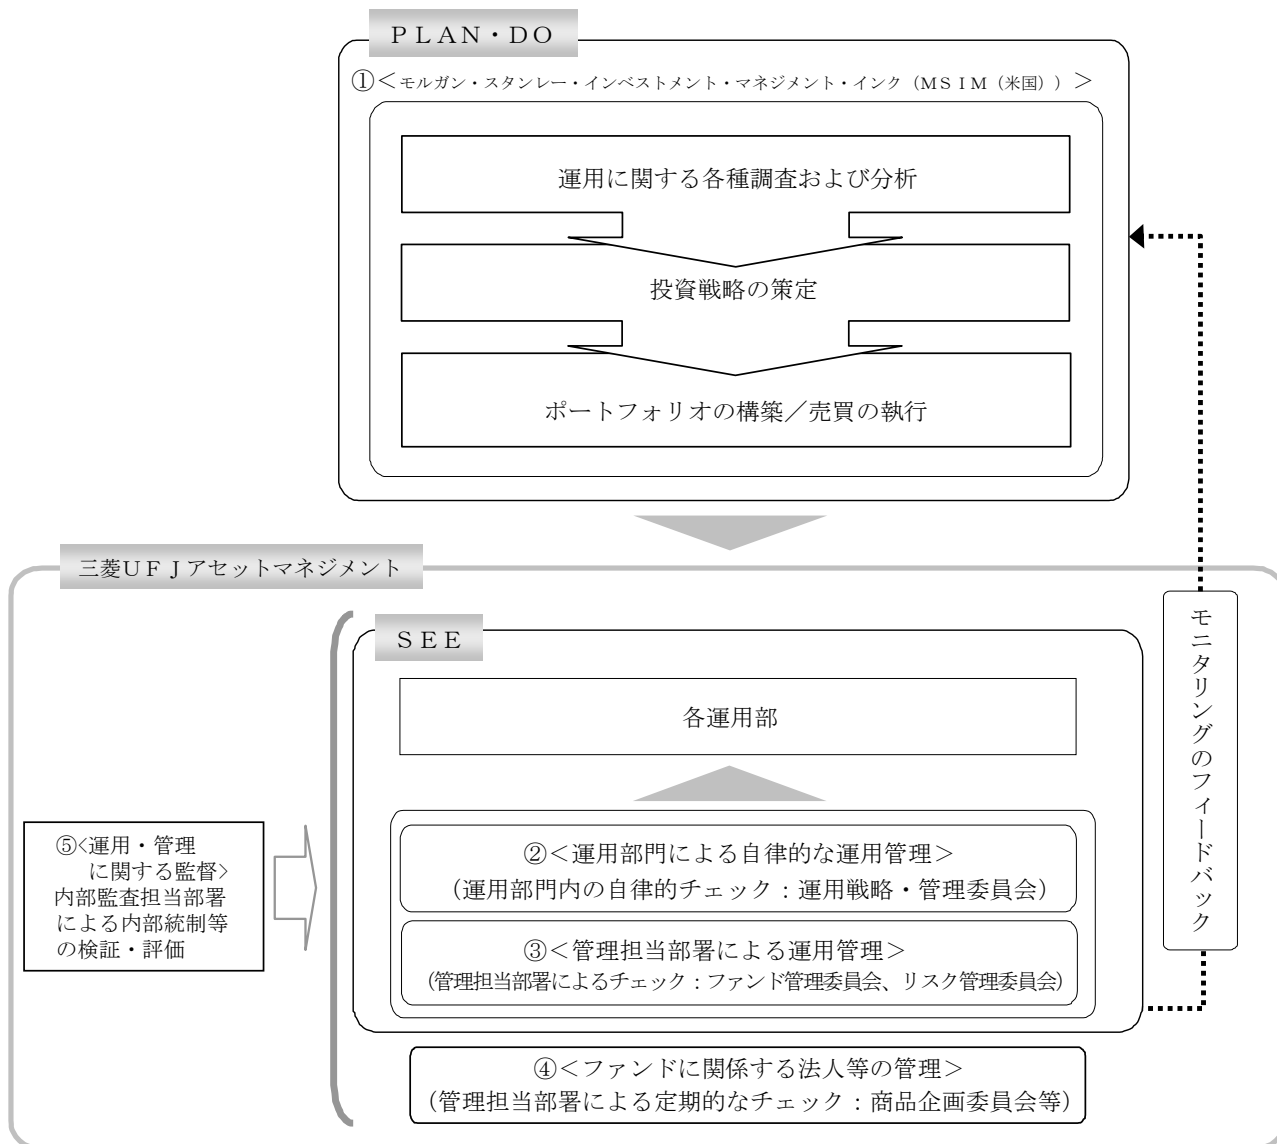 ＰＬＡＮ・ＤＯ
①＜モルガン・スタンレー・インベストメント・マネジメント・インク（ＭＳＩＭ（米国））＞
運用に関する各種調査および分析
投資戦略の策定
ポートフォリオの構築／売買の執行
三菱ＵＦＪアセットマネジメント
ＳＥＥ
各運用部
②＜運用部門による自律的な運用管理＞
（運用部門内の自律的チェック：運用戦略・管理委員会）
③＜管理担当部署による運用管理＞
（管理担当部署によるチェック：ファンド管理委員会、リスク管理委員会）
④＜ファンドに関係する法人等の管理＞
（管理担当部署による定期的なチェック：商品企画委員会等）
⑤<運用・管理
に関する監督>
内部監査担当部署
による内部統制等
の検証・評価
モニタリングのフィードバック